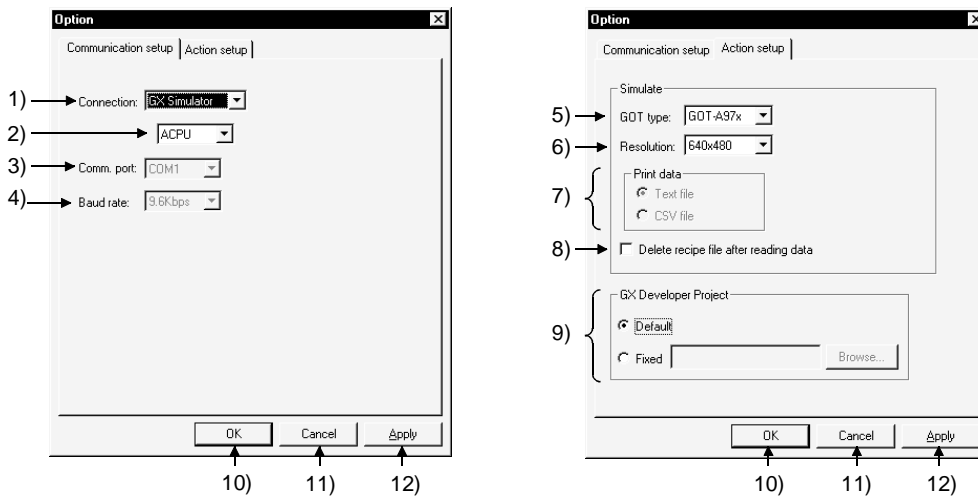 Option
Communication setup Action setup
1) Connection: GX Simulator
2) ACPU
3) Comm. port: COM1
4) Baud rate: 9.6Kbps
OK Cancel Apply
10) 11) 12)
Option
Communication setup Action setup
Simulate
5) GOT type: GOT-A97x
6) Resolution: 640x480
Print data
7) Text file
CSV file
8) Delete recipe file after reading data
GX Developer Project
9) Default
Fixed Browse...
OK Cancel Apply
10) 11) 12)